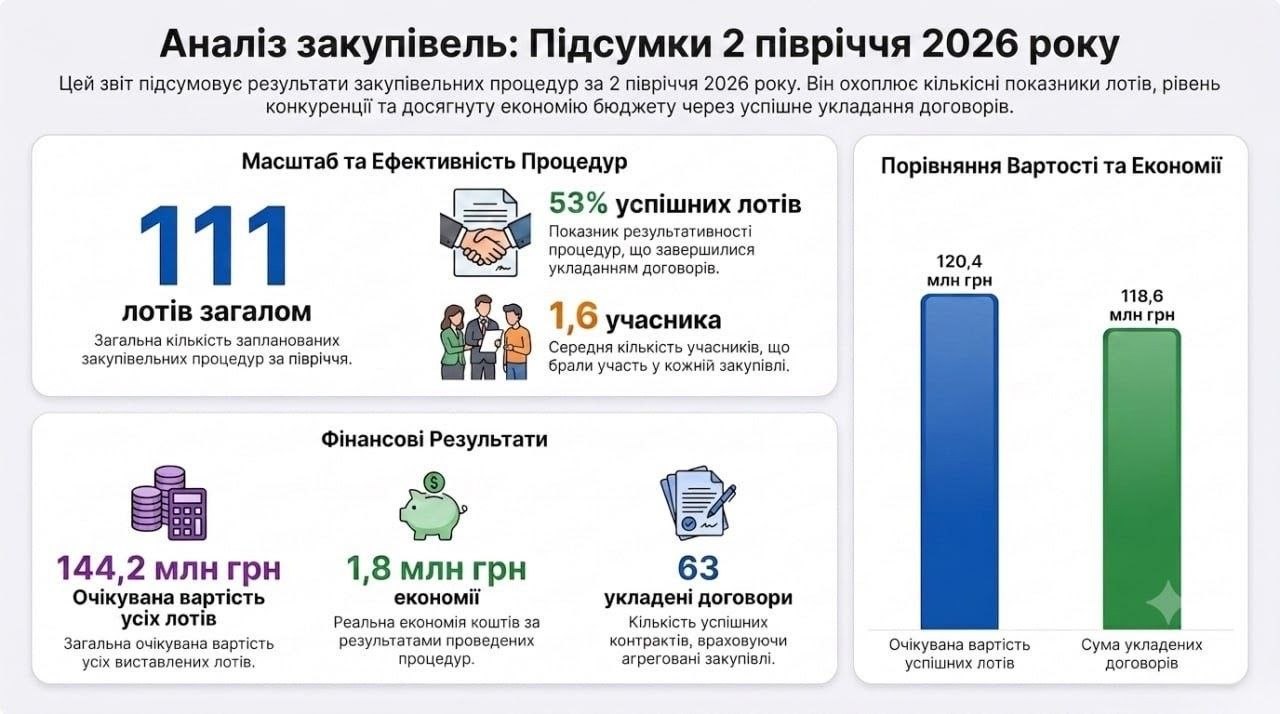 Аналіз закупівель: Підсумки 2 півріччя 2026 року
Цей звіт підсумовує результати закупівельних процедур за 2 півріччя 2026 року. Він охоплює кількісні показники лотів, рівень
конкуренції та досягнуту економію бюджету через успішне укладання договорів.
Масштаб та Ефективність Процедур
111
лотів загалом
Загальна кількість запланованих
закупівельних процедур за півріччя.
53% успішних лотів
Показник результативності
процедур, що завершилися
укладанням договорів.
1,6 учасника
Середня кількість учасників, що
брали участь у кожній закупівлі.
Фінансові Результати
$
144,2 млн грн
Очікувана вартість
усіх лотів
Загальна очікувана вартість
усіх виставлених лотів.
1,8 млн грн
економії
Реальна економія коштів за
результатами проведених
процедур.
63
укладені договори
Кількість успішних
контрактів, враховуючи
агреговані закупівлі.
Порівняння Вартості та Економії
120,4
млн грн
118,6
млн грн
Очікувана вартість
успішних лотів
Сума укладених
договорів